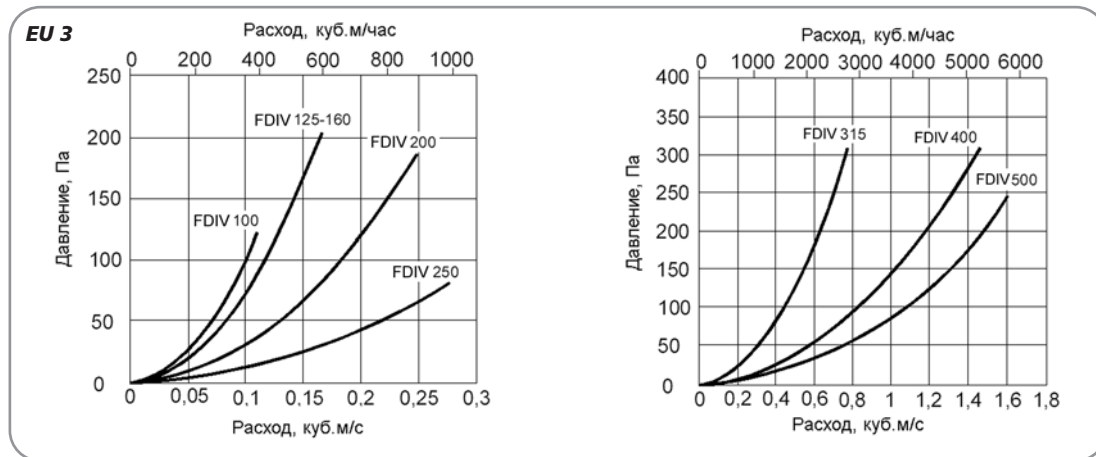 EU 3
Расход, куб.м/час
0 200 400 600 800 1000
250
200
150
100
50
0
Давление, Па
FDIV 125-160
FDIV 200
FDIV 100
FDIV 250
0 0,05 0,1 0,15 0,2 0,25 0,3
Расход, куб.м/с
Расход, куб.м/час
0 1000 2000 3000 4000 5000 6000
400
350
300
250
200
150
100
50
0
Давление, Па
FDIV 315
FDIV 400
FDIV 500
0 0,2 0,4 0,6 0,8 1 1,2 1,4 1,6 1,8
Расход, куб.м/с